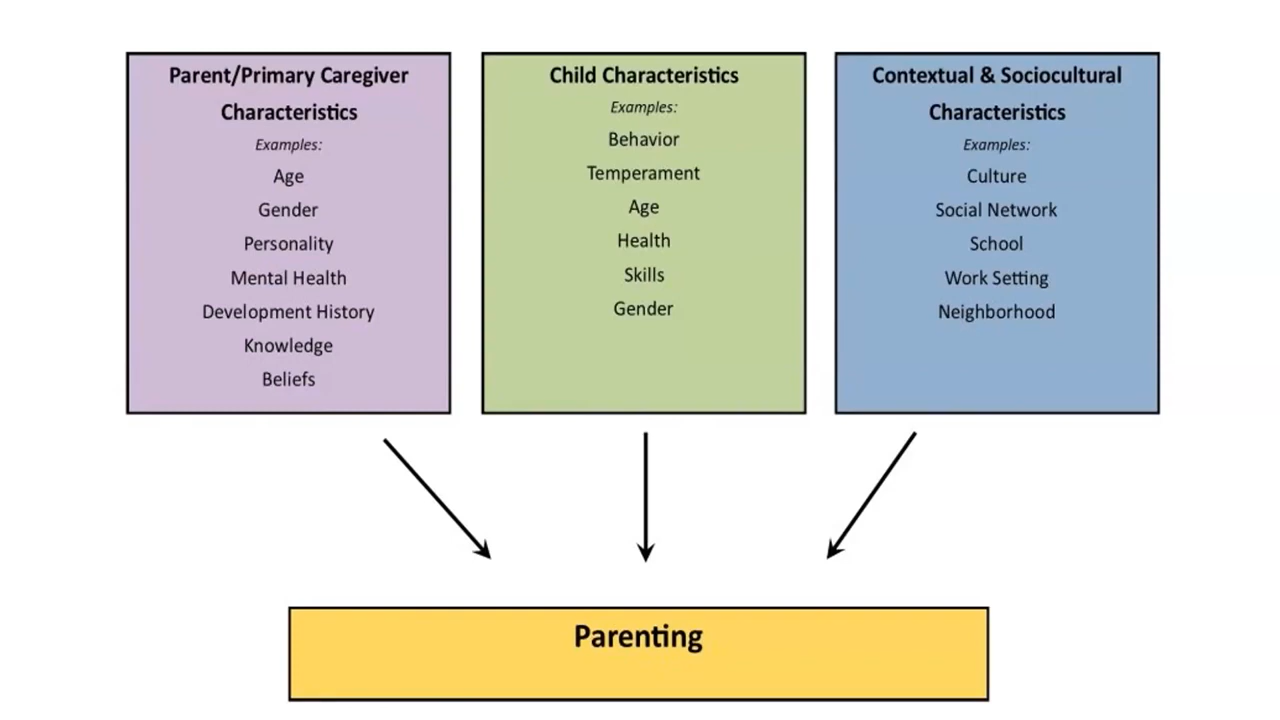 Parent/Primary Caregiver
Characteristics
Examples:
Age
Gender
Personality
Mental Health
Development History
Knowledge
Beliefs
Child Characteristics
Examples:
Behavior
Temperament
Age
Health
Skills
Gender
Contextual & Sociocultural
Characteristics
Examples:
Culture
Social Network
School
Work Setting
Neighborhood
Parenting